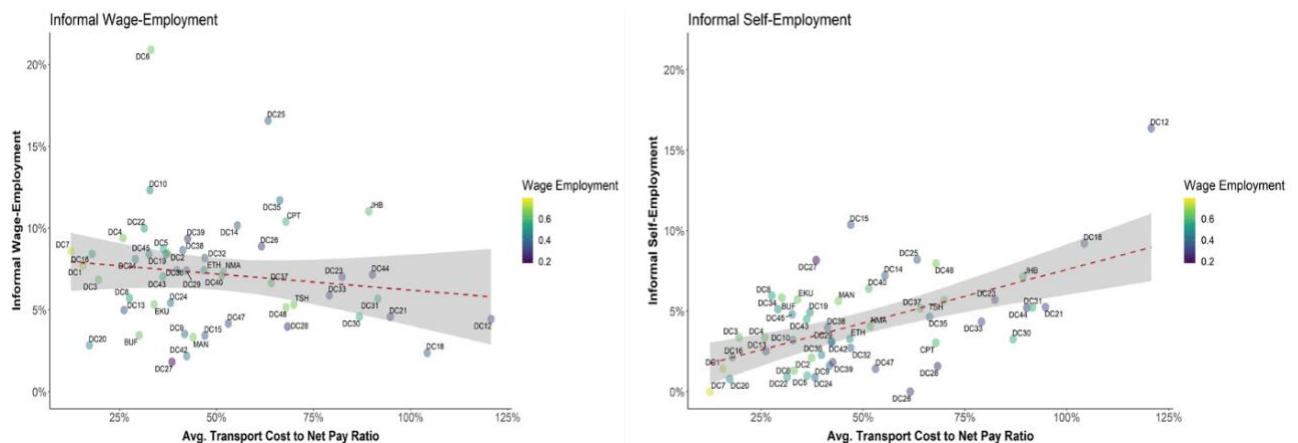 Informal Wage-Employment
Informal Wage-Employment
20%
15%
10%
5%
0%
DC6
DC25
DC10
DC35
CPT
JHB
DC22
DC4
DC39
DC14
DC7
DC5
DC38
DC26
DC16
DC45
DC2
DC32
DC1
DC34
DC19
ETH
NMA
DC3
DC36
DC43
DC29
DC40
DC37
DC23
DC44
DC8
DC13
DC24
EKU
TSH
DC33
DC31
DC48
DC30
DC21
DC12
DC47
DC28
BUF
DC9
MAN
DC15
DC20
DC42
DC27
DC18
25%
50%
75%
100%
125%
Avg. Transport Cost to Net Pay Ratio
Wage Employment
0.6
0.4
0.2
Informal Self-Employment
Informal Self-Employment
20%
15%
10%
5%
0%
DC12
DC15
DC18
DC27
DC25
DC48
DC14
JHB
DC8
EKU
MAN
DC40
DC34
BUF
DC19
DC45
DC37
TSH
DC23
DC31
DC21
DC43
DC38
NMA
DC35
DC33
DC44
DC3
DC4
DC10
DC29
ETH
DC30
DC16
DC13
DC36
DC42
DC32
CPT
DC1
DC6
DC2
DC9
DC39
DC47
DC28
DC7
DC20
DC22
DC5
DC24
DC26
25%
50%
75%
100%
125%
Avg. Transport Cost to Net Pay Ratio
Wage Employment
0.6
0.4
0.2